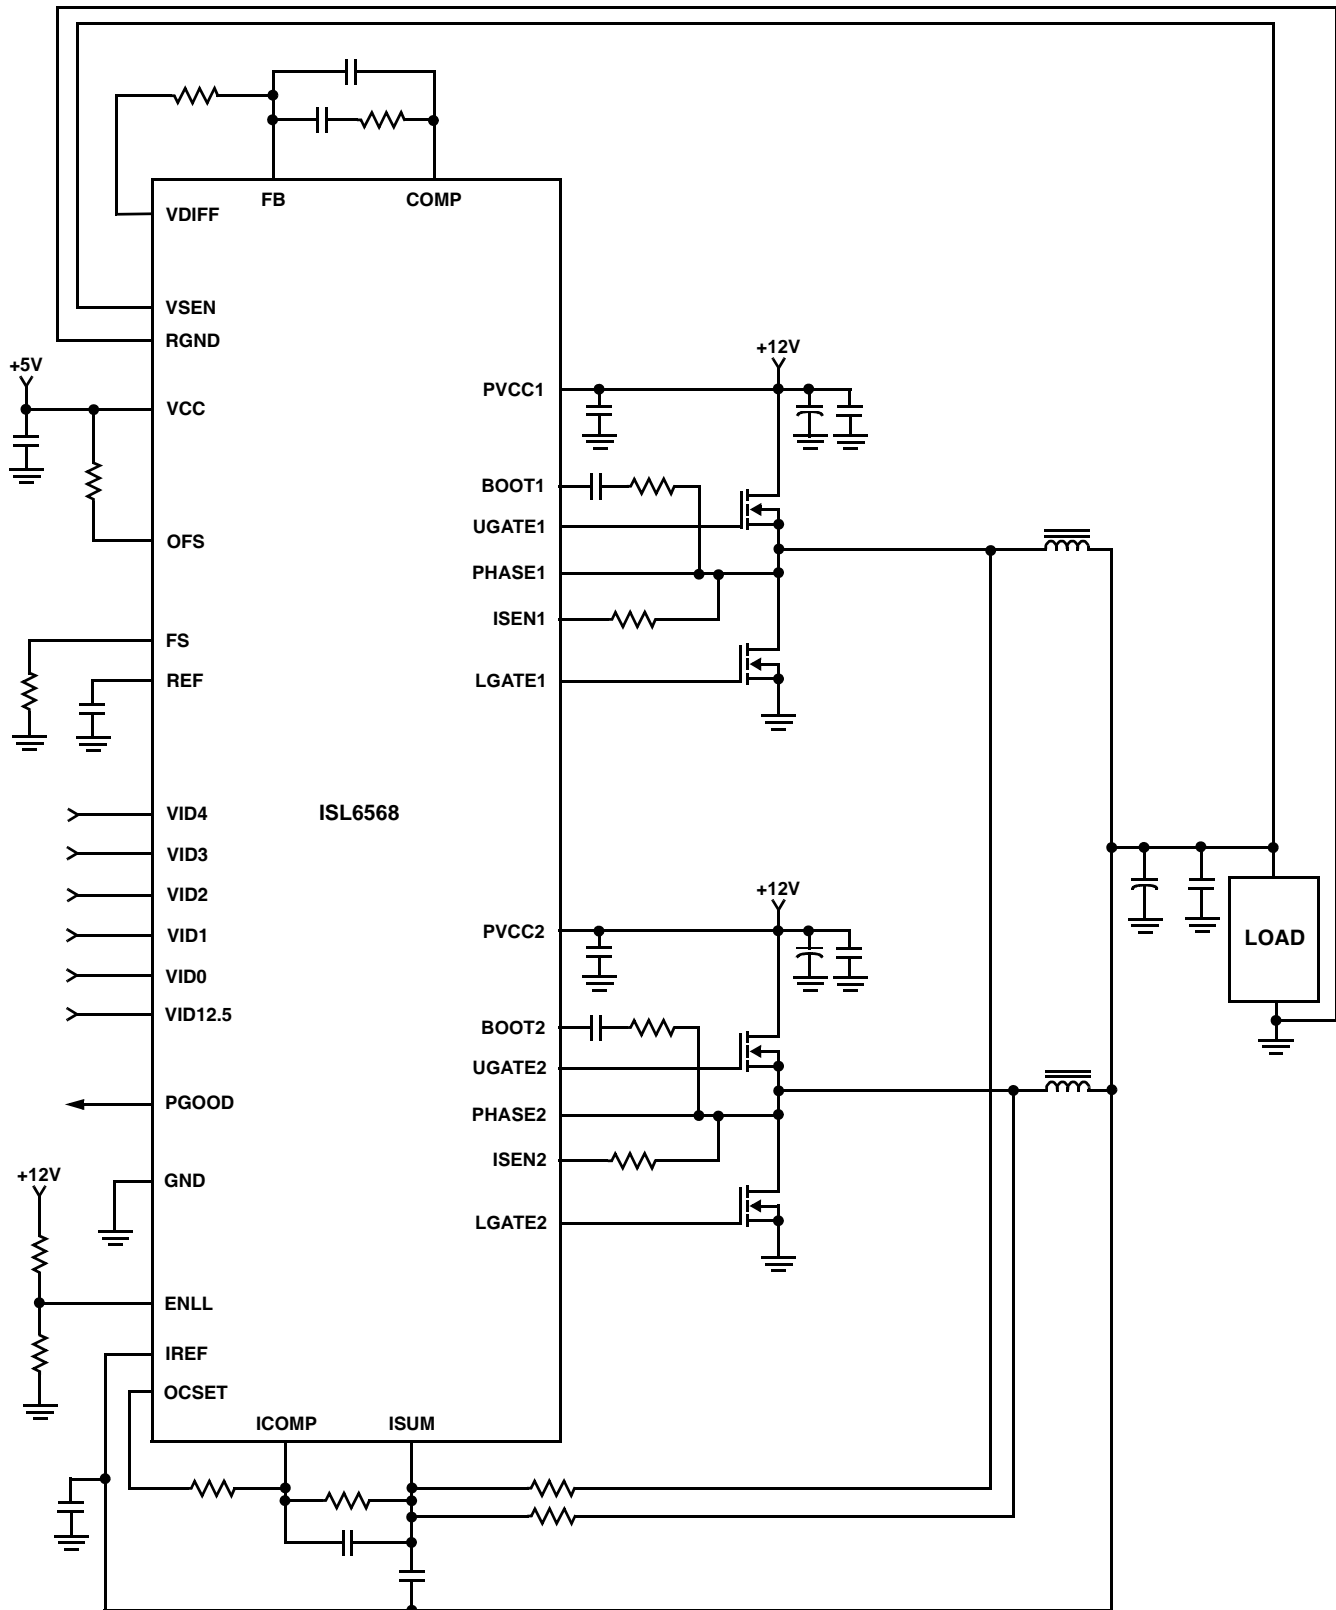 FB
COMP
VDIFF
VSEN
RGND
+5V
VCC
OFS
FS
REF
VID4
VID3
VID2
VID1
VID0
VID12.5
PGOOD
+12V
GND
ENLL
IREF
OCSET
ICOMP
ISUM
ISL6568
+12V
PVCC1
BOOT1
UGATE1
PHASE1
ISEN1
LGATE1
+12V
PVCC2
BOOT2
UGATE2
PHASE2
ISEN2
LGATE2
LOAD